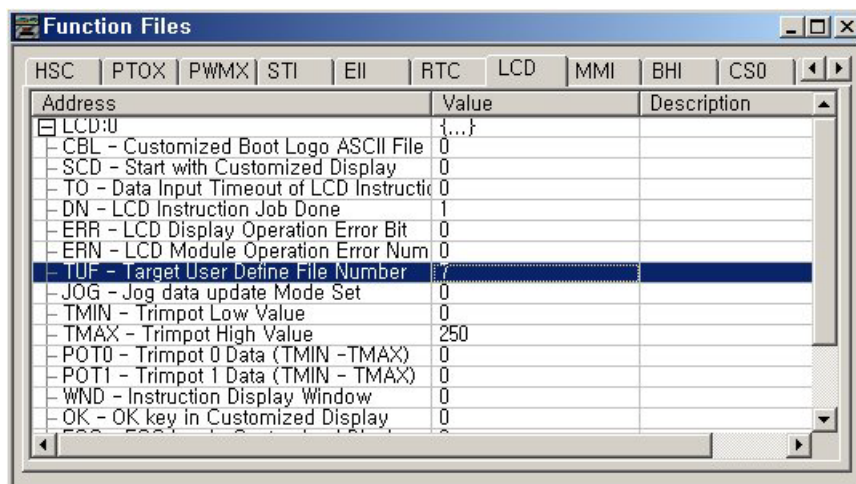 Function Files
HSC PTOX PWMX STI EII RTC LCD MMI BHI CS0
Address Value Description
LCD:0 {...}
CBL - Customized Boot Logo ASCII File 0
SCD - Start with Customized Display 0
TO - Data Input Timeout of LCD Instructi 0
DN - LCD Instruction Job Done 1
ERR - LCD Display Operation Error Bit 0
ERN - LCD Module Operation Error Num 0
TUF - Target User Define File Number 7
JOG - Jog data update Mode Set 0
TMIN - Trimpot Low Value 0
TMAX - Trimpot High Value 250
POT0 - Trimpot 0 Data (TMIN -TMAX) 0
POT1 - Trimpot 1 Data (TMIN - TMAX) 0
WND - Instruction Display Window 0
OK - OK key in Customized Display 0